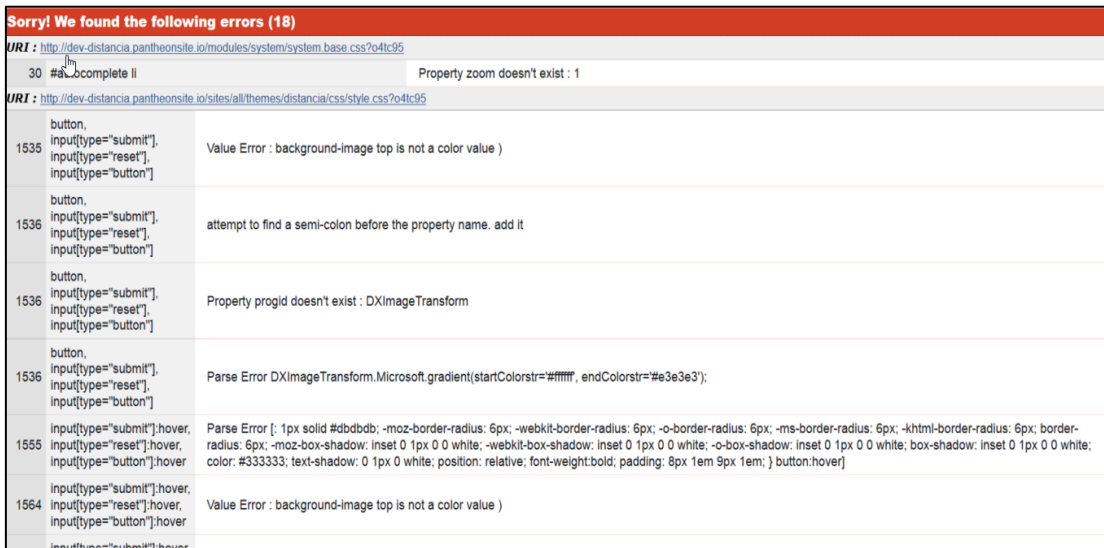 Sorry! We found the following errors (18)
URI : http://dev-distancia.pantheonsite.io/modules/system/system.base.css?o4tc95
30 #autocomplete li Property zoom doesn't exist : 1
URI : http://dev-distancia.pantheonsite.io/sites/all/themes/distancia/css/style.css?o4tc95
1535
button,
input[type="submit"],
input[type="reset"],
input[type="button"]
Value Error : background-image top is not a color value )
1536
button,
input[type="submit"],
input[type="reset"],
input[type="button"]
attempt to find a semi-colon before the property name. add it
1536
button,
input[type="submit"],
input[type="reset"],
input[type="button"]
Property progid doesn't exist : DXImageTransform
1536
button,
input[type="submit"],
input[type="reset"],
input[type="button"]
Parse Error DXImageTransform.Microsoft.gradient(startColorstr='#ffffff', endColorstr='#e3e3e3');
1555
input[type="submit"]:hover,
input[type="reset"]:hover,
input[type="button"]:hover
Parse Error [: 1px solid #dbdbdb; -moz-border-radius: 6px; -webkit-border-radius: 6px; -o-border-radius: 6px; -ms-border-radius: 6px; -khtml-border-radius: 6px; border-
radius: 6px; -moz-box-shadow: inset 0 1px 0 0 white; -webkit-box-shadow: inset 0 1px 0 0 white; -o-box-shadow: inset 0 1px 0 0 white; box-shadow: inset 0 1px 0 0 white;
color: #333333; text-shadow: 0 1px 0 white; position: relative; font-weight:bold; padding: 8px 1em 9px 1em; } button:hover]
1564
input[type="submit"]:hover,
input[type="reset"]:hover,
input[type="button"]:hover
Value Error : background-image top is not a color value )
input[type="submit"]:hover